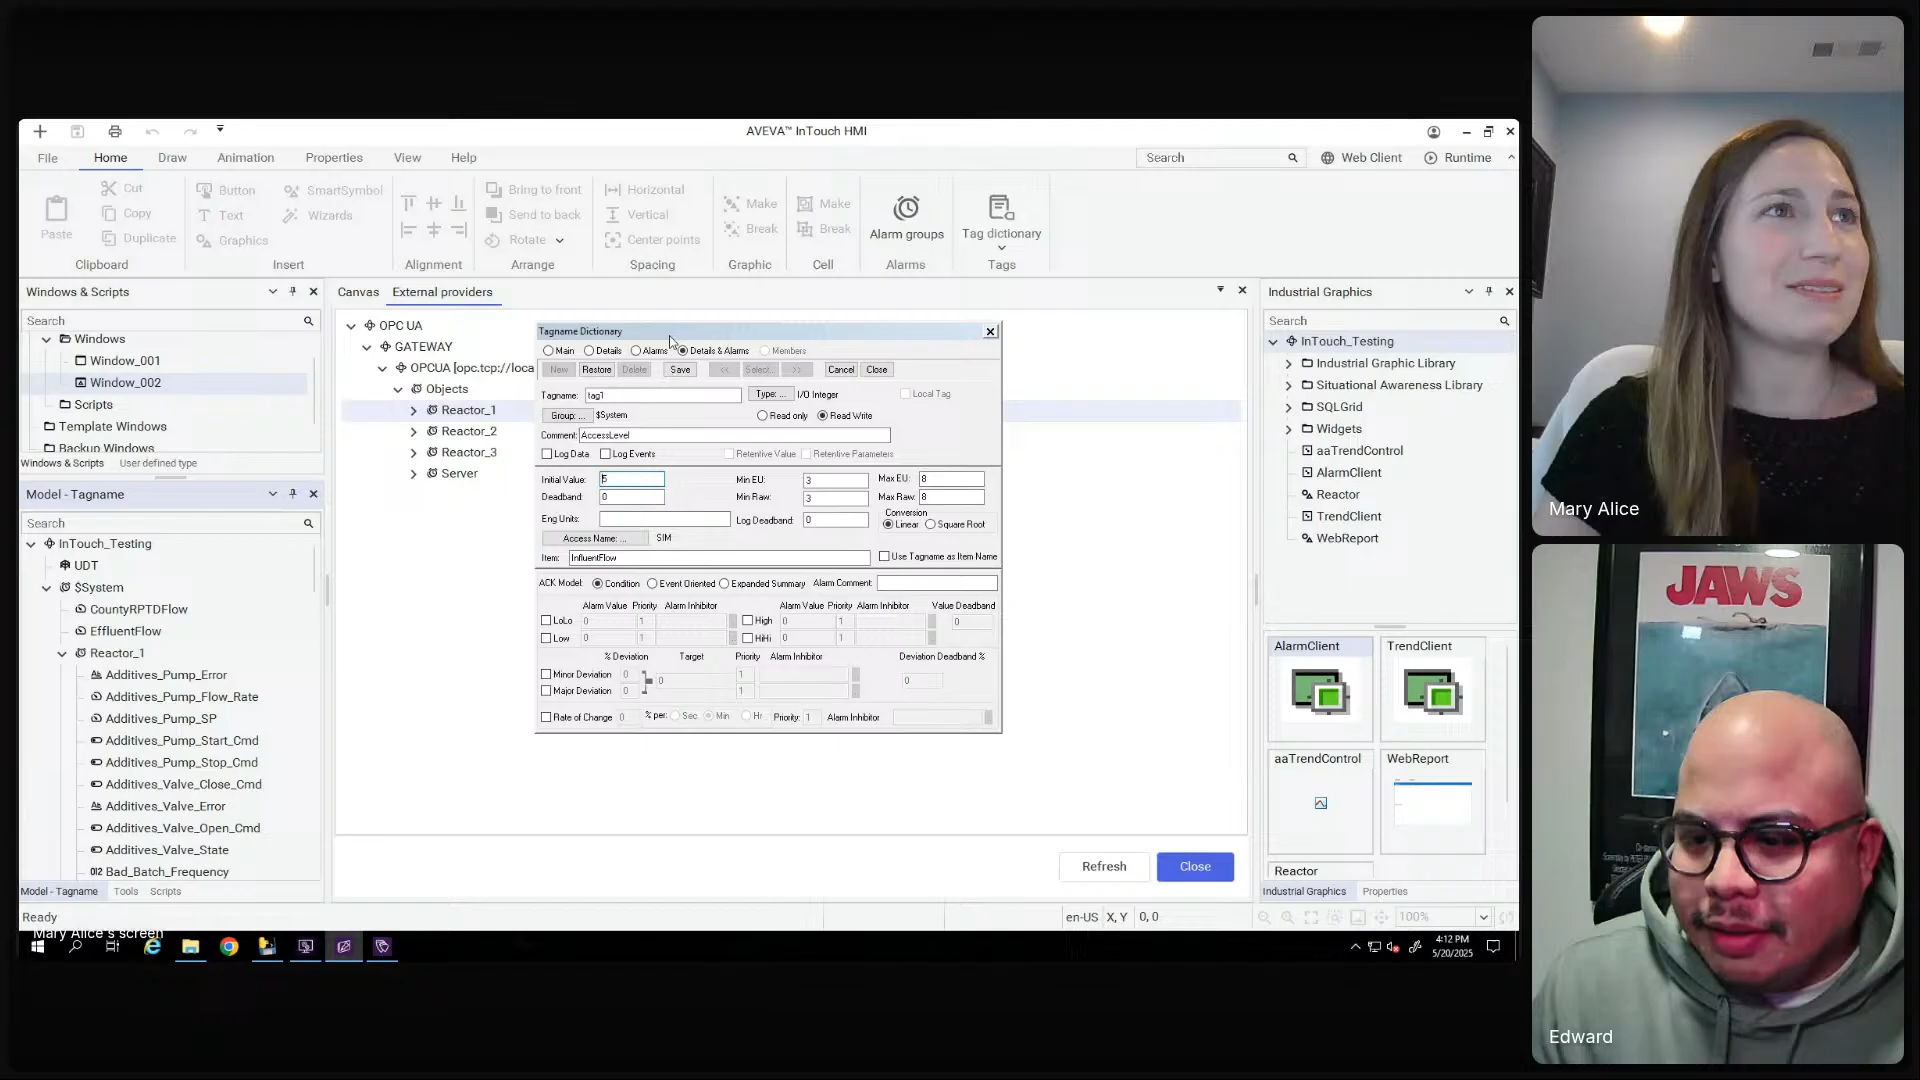 AVEVA™ InTouch HMI
File Home Draw Animation Properties View Help
Search
Web Client
Runtime
Paste
Cut
Copy
Duplicate
Clipboard
Button
Text
Graphics
SmartSymbol
Wizards
Insert
Alignment
Bring to front
Send to back
Rotate
Arrange
Horizontal
Vertical
Center points
Spacing
Make
Break
Graphic
Make
Break
Cell
Alarm groups
Alarms
Tag dictionary
Tags
Windows & Scripts
Search
Windows
Window_001
Window_002
Scripts
Template Windows
Backup Windows
Windows & Scripts User defined type
Model - Tagname
Search
InTouch_Testing
UDT
$System
CountyRPTDFlow
EffluentFlow
Reactor_1
Additives_Pump_Error
Additives_Pump_Flow_Rate
Additives_Pump_SP
Additives_Pump_Start_Cmd
Additives_Pump_Stop_Cmd
Additives_Valve_Close_Cmd
Additives_Valve_Error
Additives_Valve_Open_Cmd
Additives_Valve_State
Bad_Batch_Frequency
Model - Tagname Tools Scripts
Ready
Canvas External providers
OPC UA
GATEWAY
OPCUA [opc.tcp://loca
Objects
Reactor_1
Reactor_2
Reactor_3
Server
Tagname Dictionary
Main Details Alarms Details & Alarms Members
New Restore Delete Save << Select... >> Cancel Close
Tagname: tag1 Type: ... I/O Integer Local Tag
Group: ... $System Read only Read Write
Comment: AccessLevel
Log Data Log Events Retentive Value Retentive Parameters
Initial Value: 5 Min EU: 3 Max EU: 8
Deadband: 0 Min Raw: 3 Max Raw: 8
Eng Units: Log Deadband: 0 Conversion
Linear Square Root
Access Name: ... SIM
Item: InfluentFlow Use Tagname as Item Name
ACK Model: Condition Event Oriented Expanded Summary Alarm Comment:
Alarm Value Priority Alarm Inhibitor Alarm Value Priority Alarm Inhibitor Value Deadband
LoLo 0 1 High 0 1 0
Low 0 1 HiHi 0 1
% Deviation Target Priority Alarm Inhibitor Deviation Deadband %
Minor Deviation 0 0 1 0
Major Deviation 0 1
Rate of Change 0 % per: Sec Min Hr Priority: 1 Alarm Inhibitor
Refresh Close
Industrial Graphics
Search
InTouch_Testing
Industrial Graphic Library
Situational Awareness Library
SQLGrid
Widgets
aaTrendControl
AlarmClient
Reactor
TrendClient
WebReport
AlarmClient TrendClient
aaTrendControl WebReport
Reactor
Industrial Graphics Properties
en-US X, Y 0, 0
100%
Mary Alice's screen
4:12 PM
5/20/2025
Mary Alice
JAWS
Edward